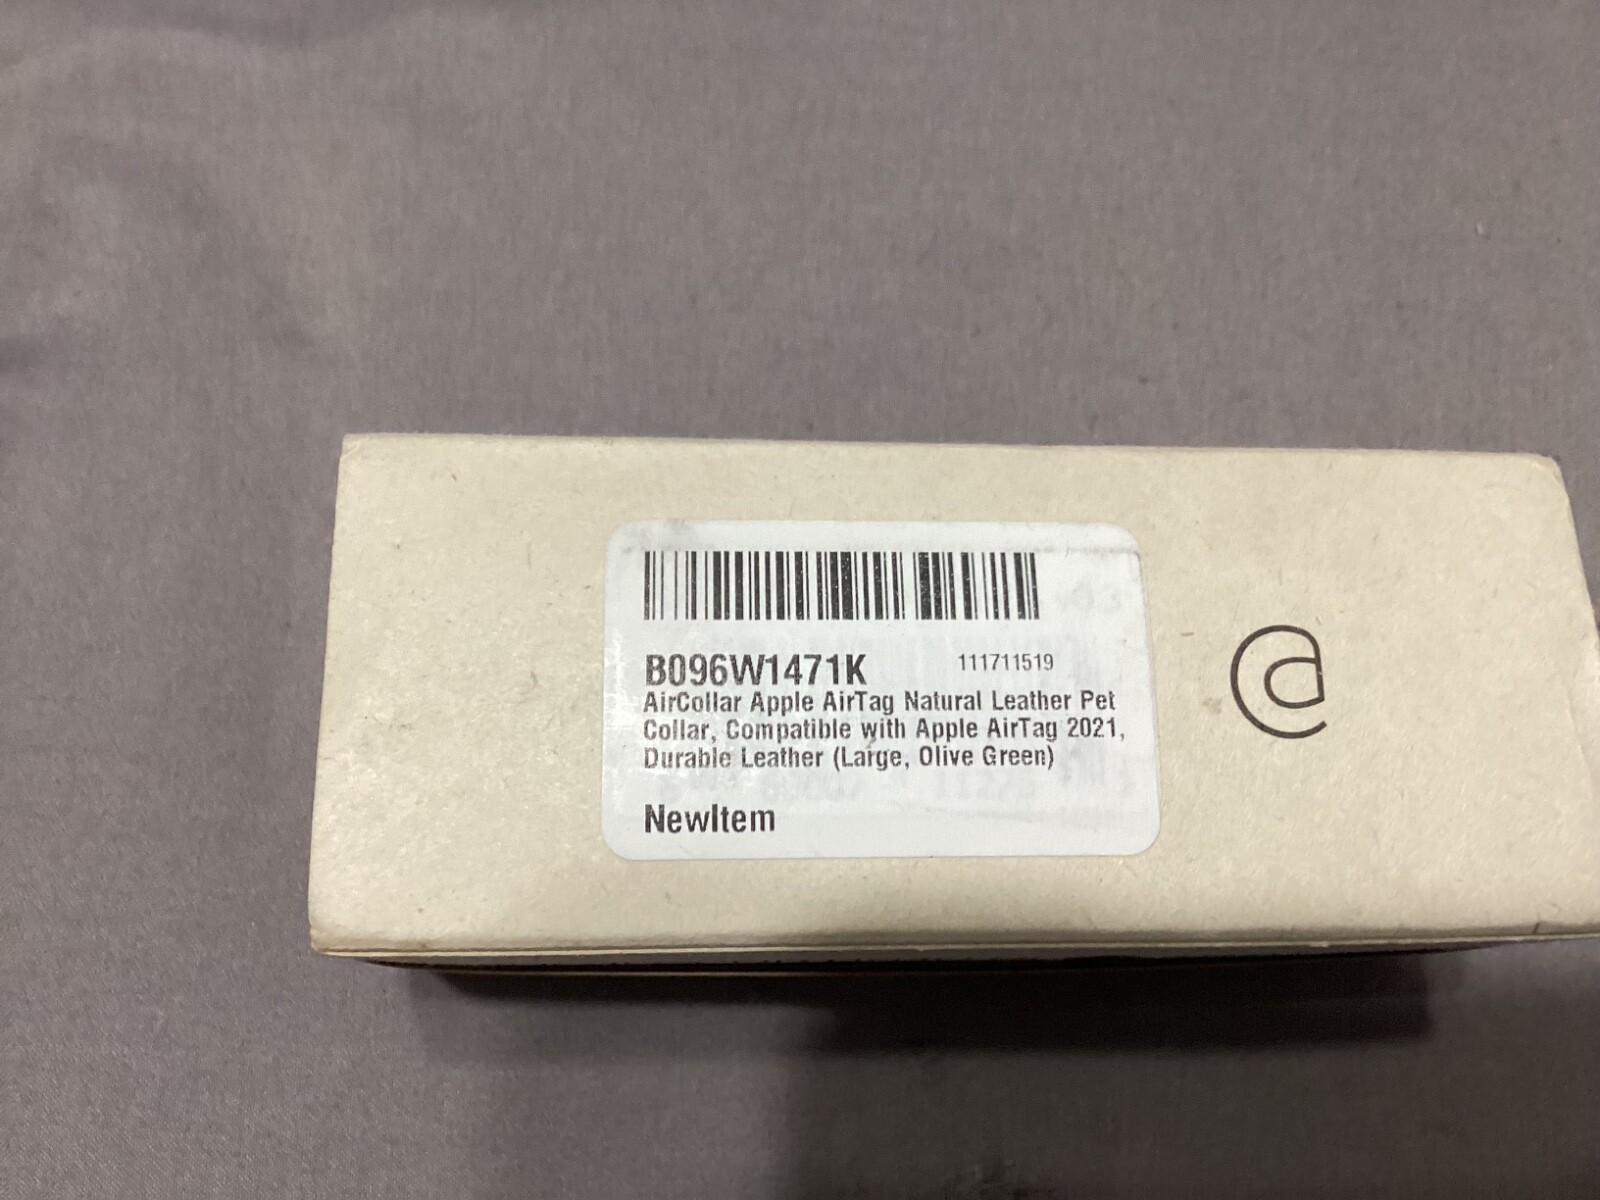 B096W1471K 111711519
AirCollar Apple AirTag Natural Leather Pet
Collar, Compatible with Apple AirTag 2021,
Durable Leather (Large, Olive Green)
NewItem